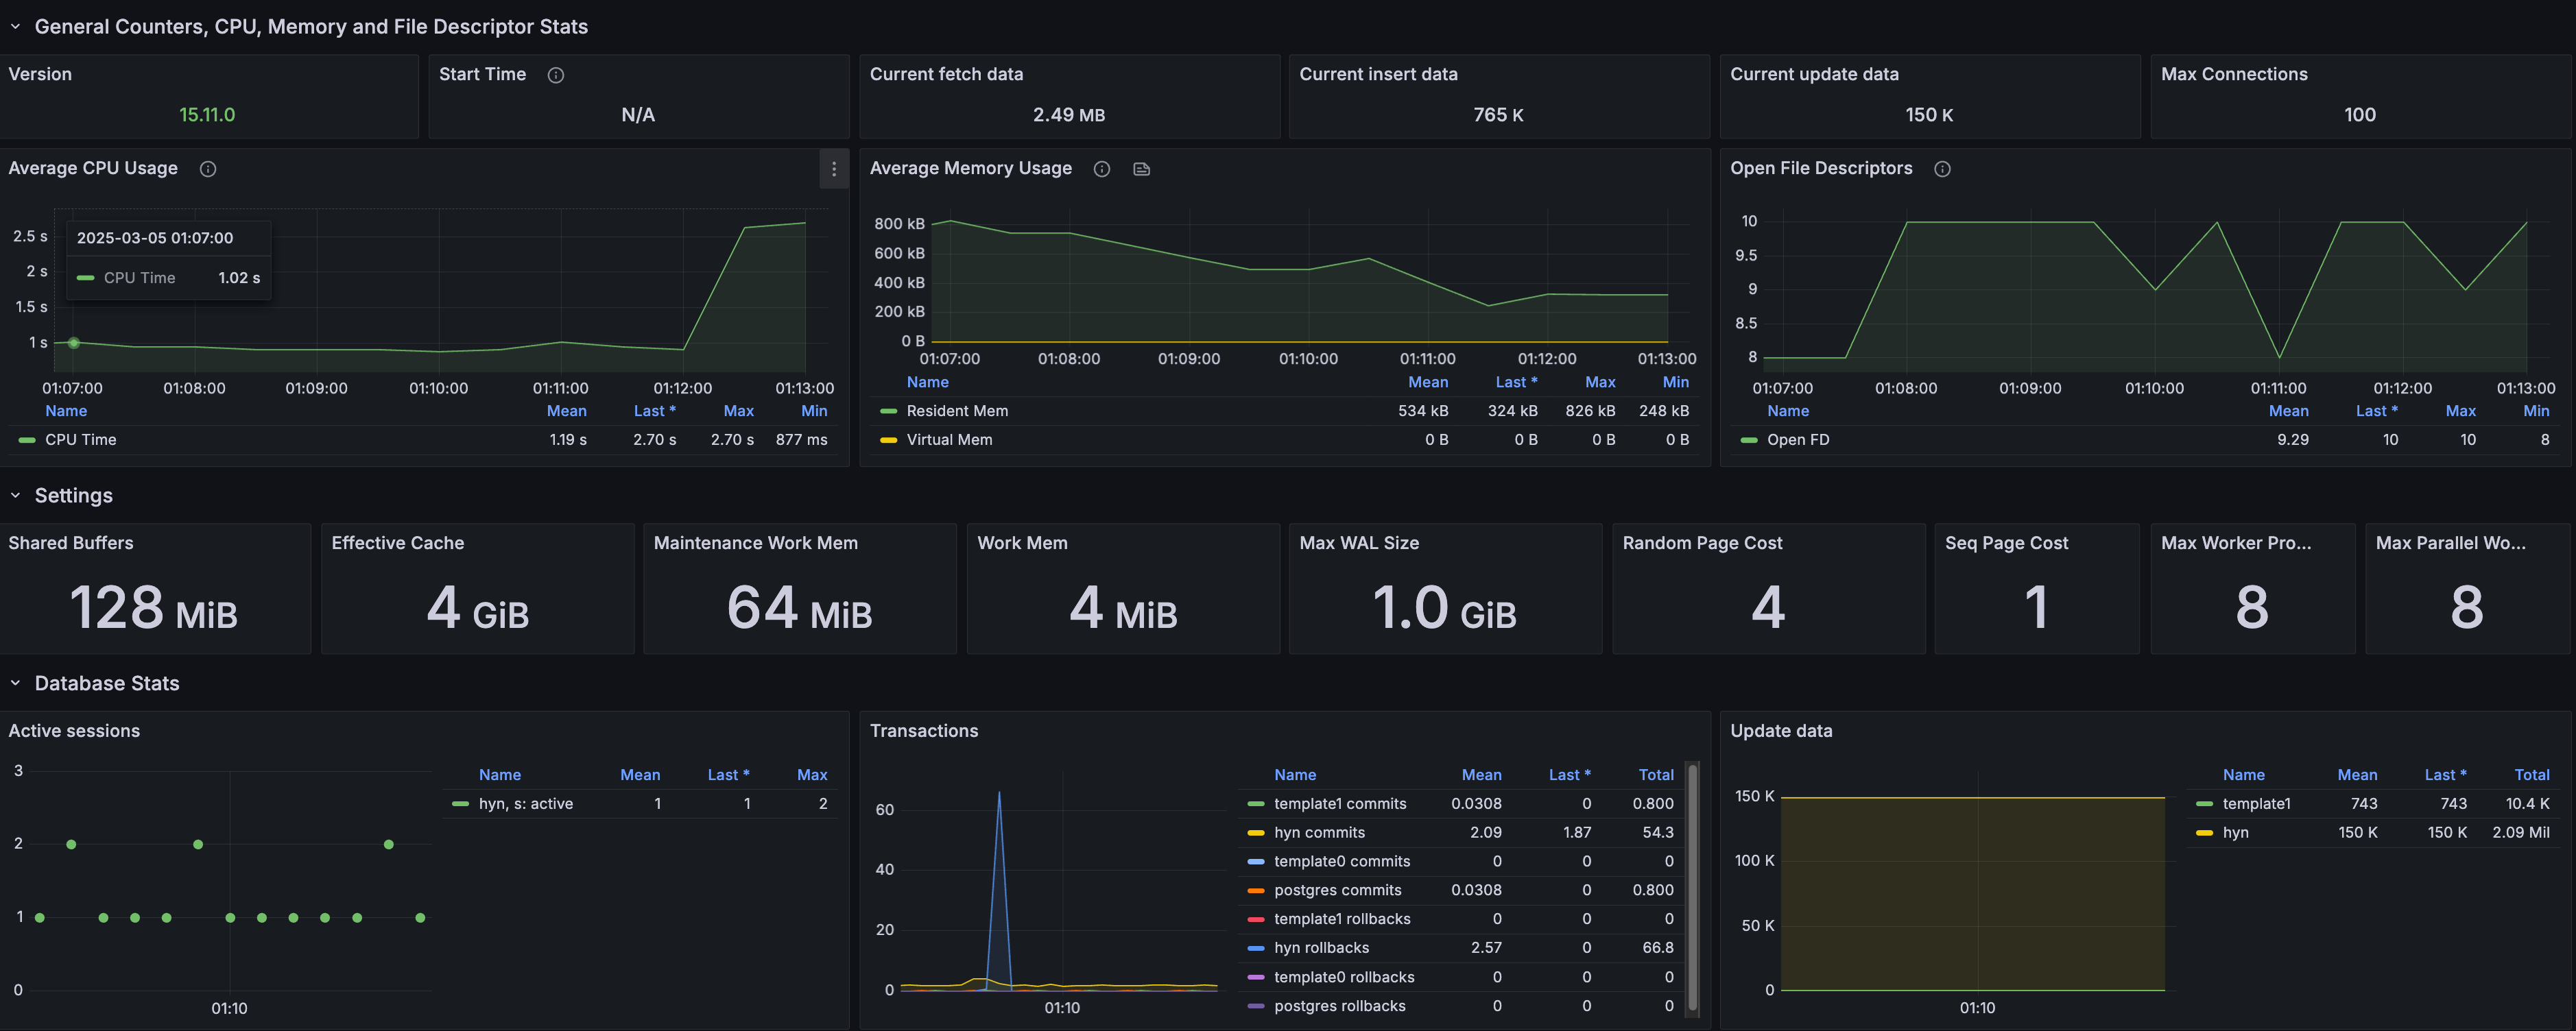 General Counters, CPU, Memory and File Descriptor Stats
Version
15.11.0
Start Time
N/A
Current fetch data
2.49 MB
Current insert data
765 K
Current update data
150 K
Max Connections
100
Average CPU Usage
2.5 s
2 s
1.5 s
1 s
2025-03-05 01:07:00
CPU Time 1.02 s
01:07:00 01:08:00 01:09:00 01:10:00 01:11:00 01:12:00 01:13:00
Name Mean Last * Max Min
CPU Time 1.19 s 2.70 s 2.70 s 877 ms
Average Memory Usage
800 kB
600 kB
400 kB
200 kB
0 B
01:07:00 01:08:00 01:09:00 01:10:00 01:11:00 01:12:00 01:13:00
Name Mean Last * Max Min
Resident Mem 534 kB 324 kB 826 kB 248 kB
Virtual Mem 0 B 0 B 0 B 0 B
Open File Descriptors
10
9.5
9
8.5
8
01:07:00 01:08:00 01:09:00 01:10:00 01:11:00 01:12:00 01:13:00
Name Mean Last * Max Min
Open FD 9.29 10 10 8
Settings
Shared Buffers
128 MiB
Effective Cache
4 GiB
Maintenance Work Mem
64 MiB
Work Mem
4 MiB
Max WAL Size
1.0 GiB
Random Page Cost
4
Seq Page Cost
1
Max Worker Pro...
8
Max Parallel Wo...
8
Database Stats
Active sessions
3
2
1
0
01:10
Name Mean Last * Max
hyn, s: active 1 1 2
Transactions
60
40
20
0
01:10
Name Mean Last * Total
template1 commits 0.0308 0 0.800
hyn commits 2.09 1.87 54.3
template0 commits 0 0 0
postgres commits 0.0308 0 0.800
template1 rollbacks 0 0 0
hyn rollbacks 2.57 0 66.8
template0 rollbacks 0 0 0
postgres rollbacks 0 0 0
Update data
150 K
100 K
50 K
0
01:10
Name Mean Last * Total
template1 743 743 10.4 K
hyn 150 K 150 K 2.09 Mil